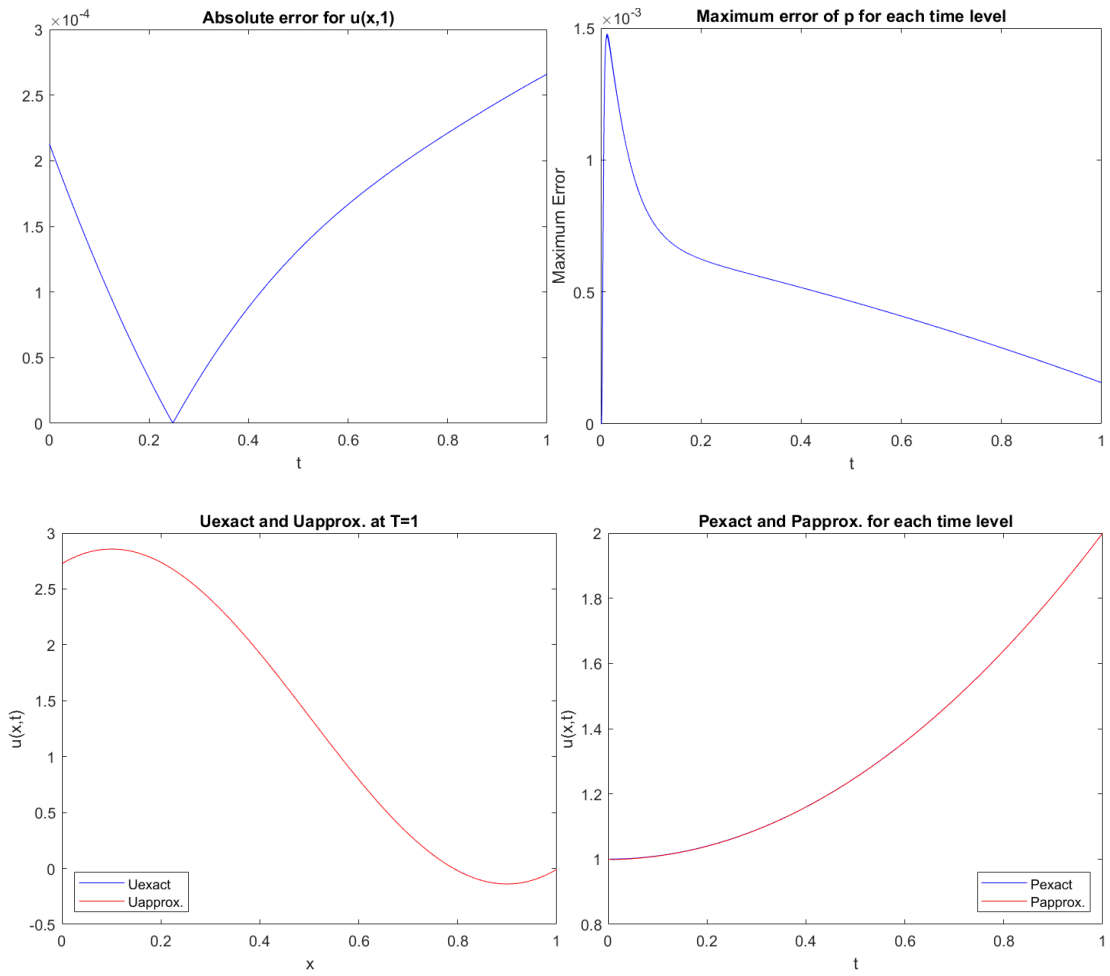 Absolute error for u(x,1)
×10-4
3
2.5
2
1.5
1
0.5
0
0 0.2 0.4 0.6 0.8 1
t
Maximum error of p for each time level
×10-3
1.5
1
0.5
0
Maximum Error
0 0.2 0.4 0.6 0.8 1
t
Uexact and Uapprox. at T=1
3
2.5
2
1.5
1
0.5
0
-0.5
u(x,t)
Uexact
Uapprox.
0 0.2 0.4 0.6 0.8 1
x
Pexact and Papprox. for each time level
2
1.8
1.6
1.4
1.2
1
0.8
u(x,t)
Pexact
Papprox.
0 0.2 0.4 0.6 0.8 1
t